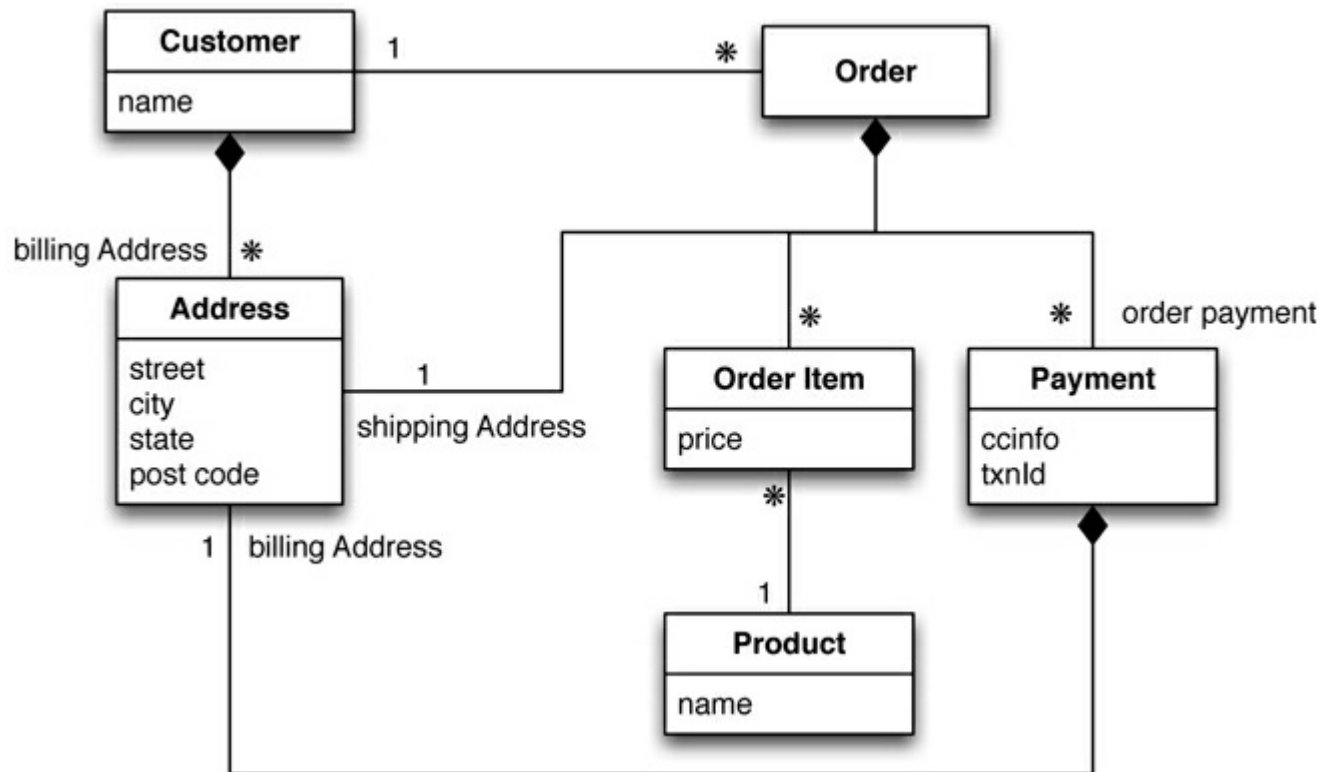 Customer
name
1
*
Order
billing Address
*
Address
street
city
state
post code
1
shipping Address
*
Order Item
price
*
order payment
Payment
ccinfo
txnId
*
1
Product
name
1
billing Address